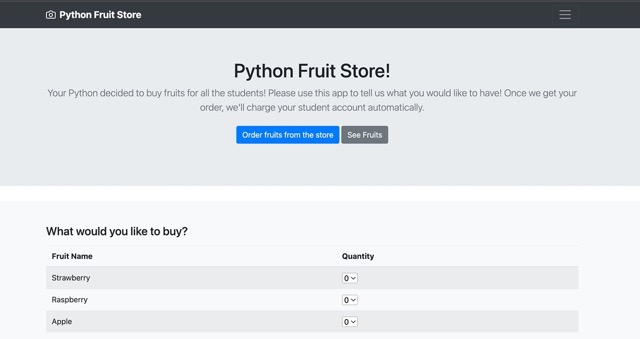 Python Fruit Store
Python Fruit Store!
Your Python decided to buy fruits for all the students! Please use this app to tell us what you would like to have! Once we get your
order, we'll charge your student account automatically.
Order fruits from the store See Fruits
What would you like to buy?
Fruit Name Quantity
Strawberry 0
Raspberry 0
Apple 0